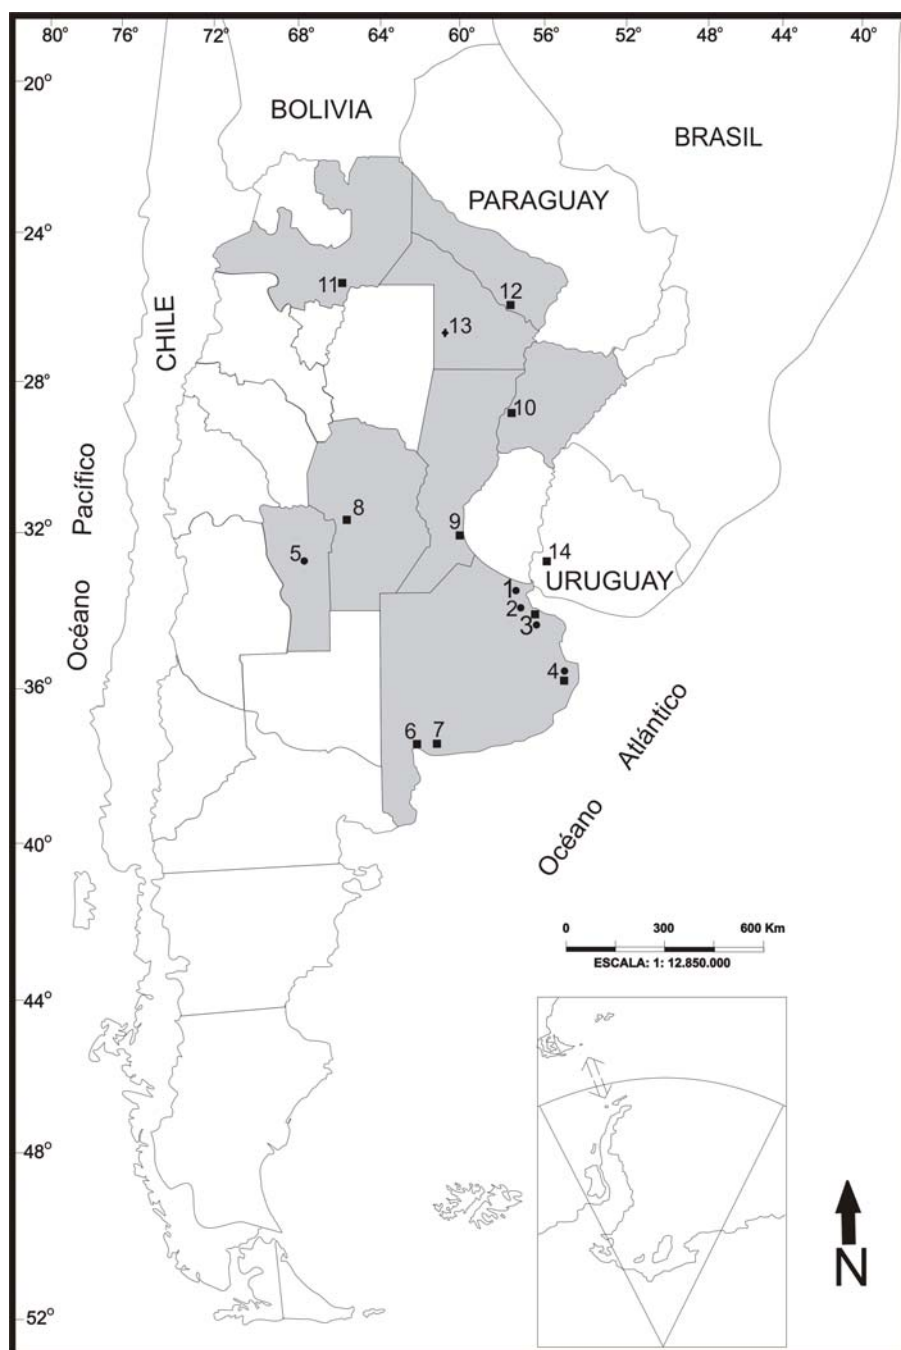 80° 76° 72° 68° 64° 60° 56° 52° 48° 44° 40°
20°
BOLIVIA
BRASIL
PARAGUAY
24°
11
12
CHILE
13
28°
10
Océano Pacífico
8
32°
9
5
14
URUGUAY
1
2
3
4
36°
6 7
Océano Atlántico
40°
0 300 600 Km
ESCALA: 1: 12.850.000
44°
48°
N
52°